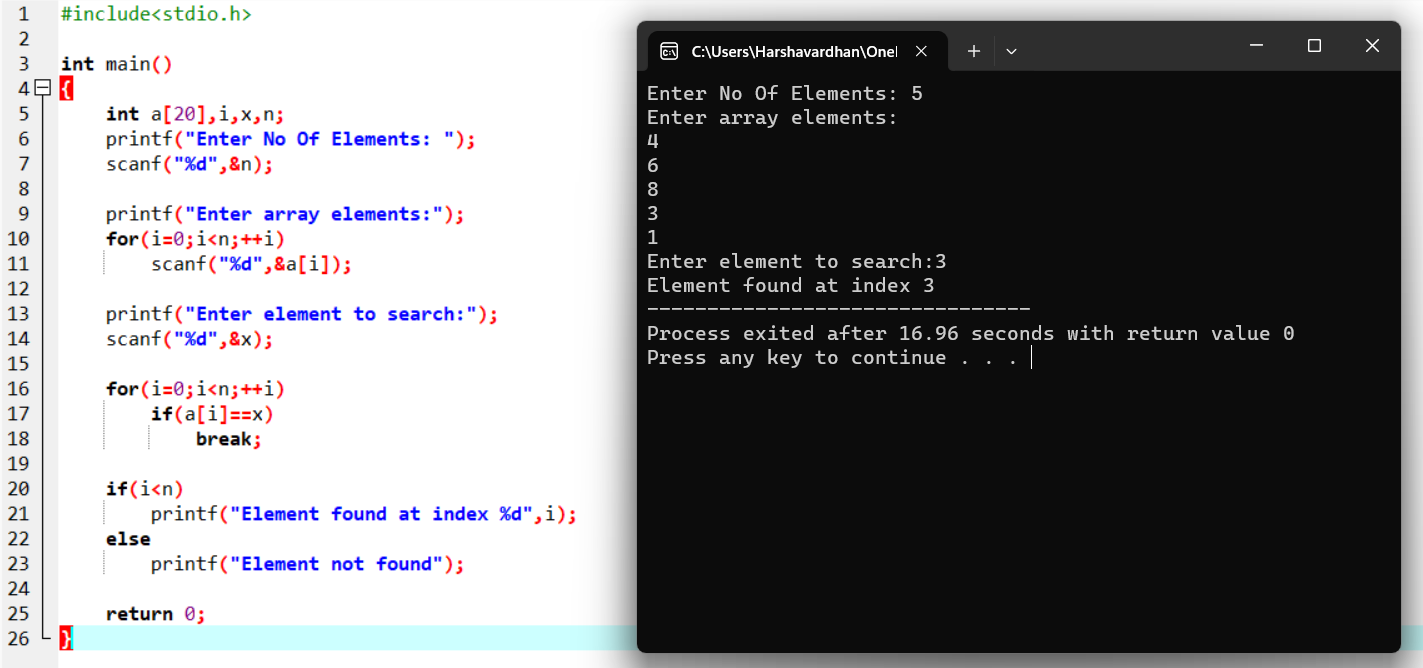 1 #include<stdio.h>
2
3 int main()
4 {
5 int a[20],i,x,n;
6 printf("Enter No Of Elements: ");
7 scanf("%d",&n);
8
9 printf("Enter array elements:");
10 for(i=0;i<n;++i)
11 scanf("%d",&a[i]);
12
13 printf("Enter element to search:");
14 scanf("%d",&x);
15
16 for(i=0;i<n;++i)
17 if(a[i]==x)
18 break;
19
20 if(i<n)
21 printf("Element found at index %d",i);
22 else
23 printf("Element not found");
24
25 return 0;
26 }
C:\Users\Harshavardhan\Onel
Enter No Of Elements: 5
Enter array elements:
4
6
8
3
1
Enter element to search:3
Element found at index 3
--------------------------------
Process exited after 16.96 seconds with return value 0
Press any key to continue . . .